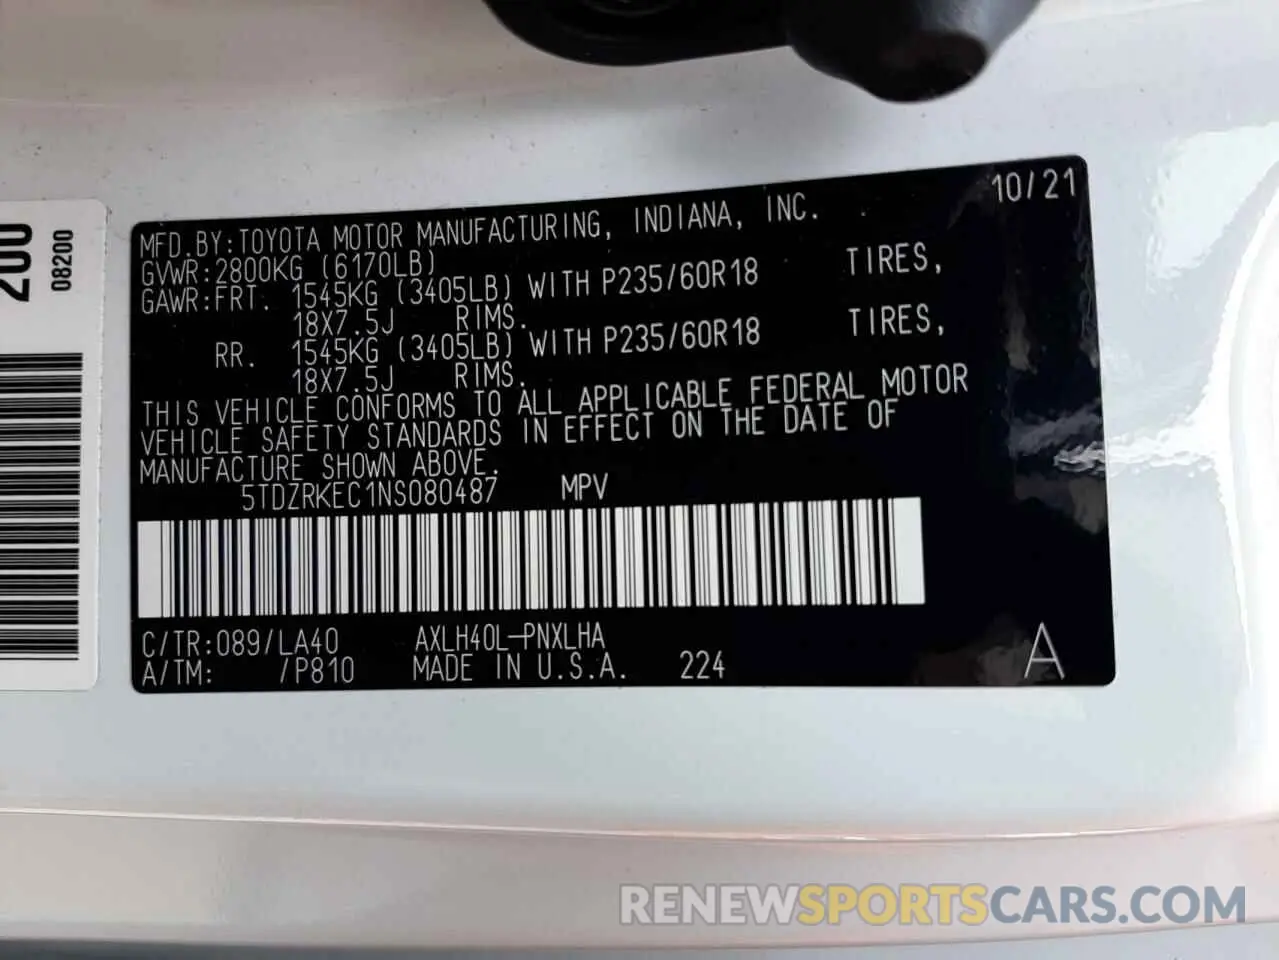 200
08200
10/21
MFD.BY:TOYOTA MOTOR MANUFACTURING, INDIANA, INC.
GVWR:2800KG (6170LB)
GAWR:FRT. 1545KG (3405LB) WITH P235/60R18 TIRES,
18X7.5J RIMS.
RR. 1545KG (3405LB) WITH P235/60R18 TIRES,
18X7.5J RIMS.
THIS VEHICLE CONFORMS TO ALL APPLICABLE FEDERAL MOTOR
VEHICLE SAFETY STANDARDS IN EFFECT ON THE DATE OF
MANUFACTURE SHOWN ABOVE.
5TDZRKEC1NS080487 MPV
C/TR:089/LA40 AXLH40L-PNXLHA
A/TM: /P810 MADE IN U.S.A. 224
A
RENEWSPORTSCARS.COM